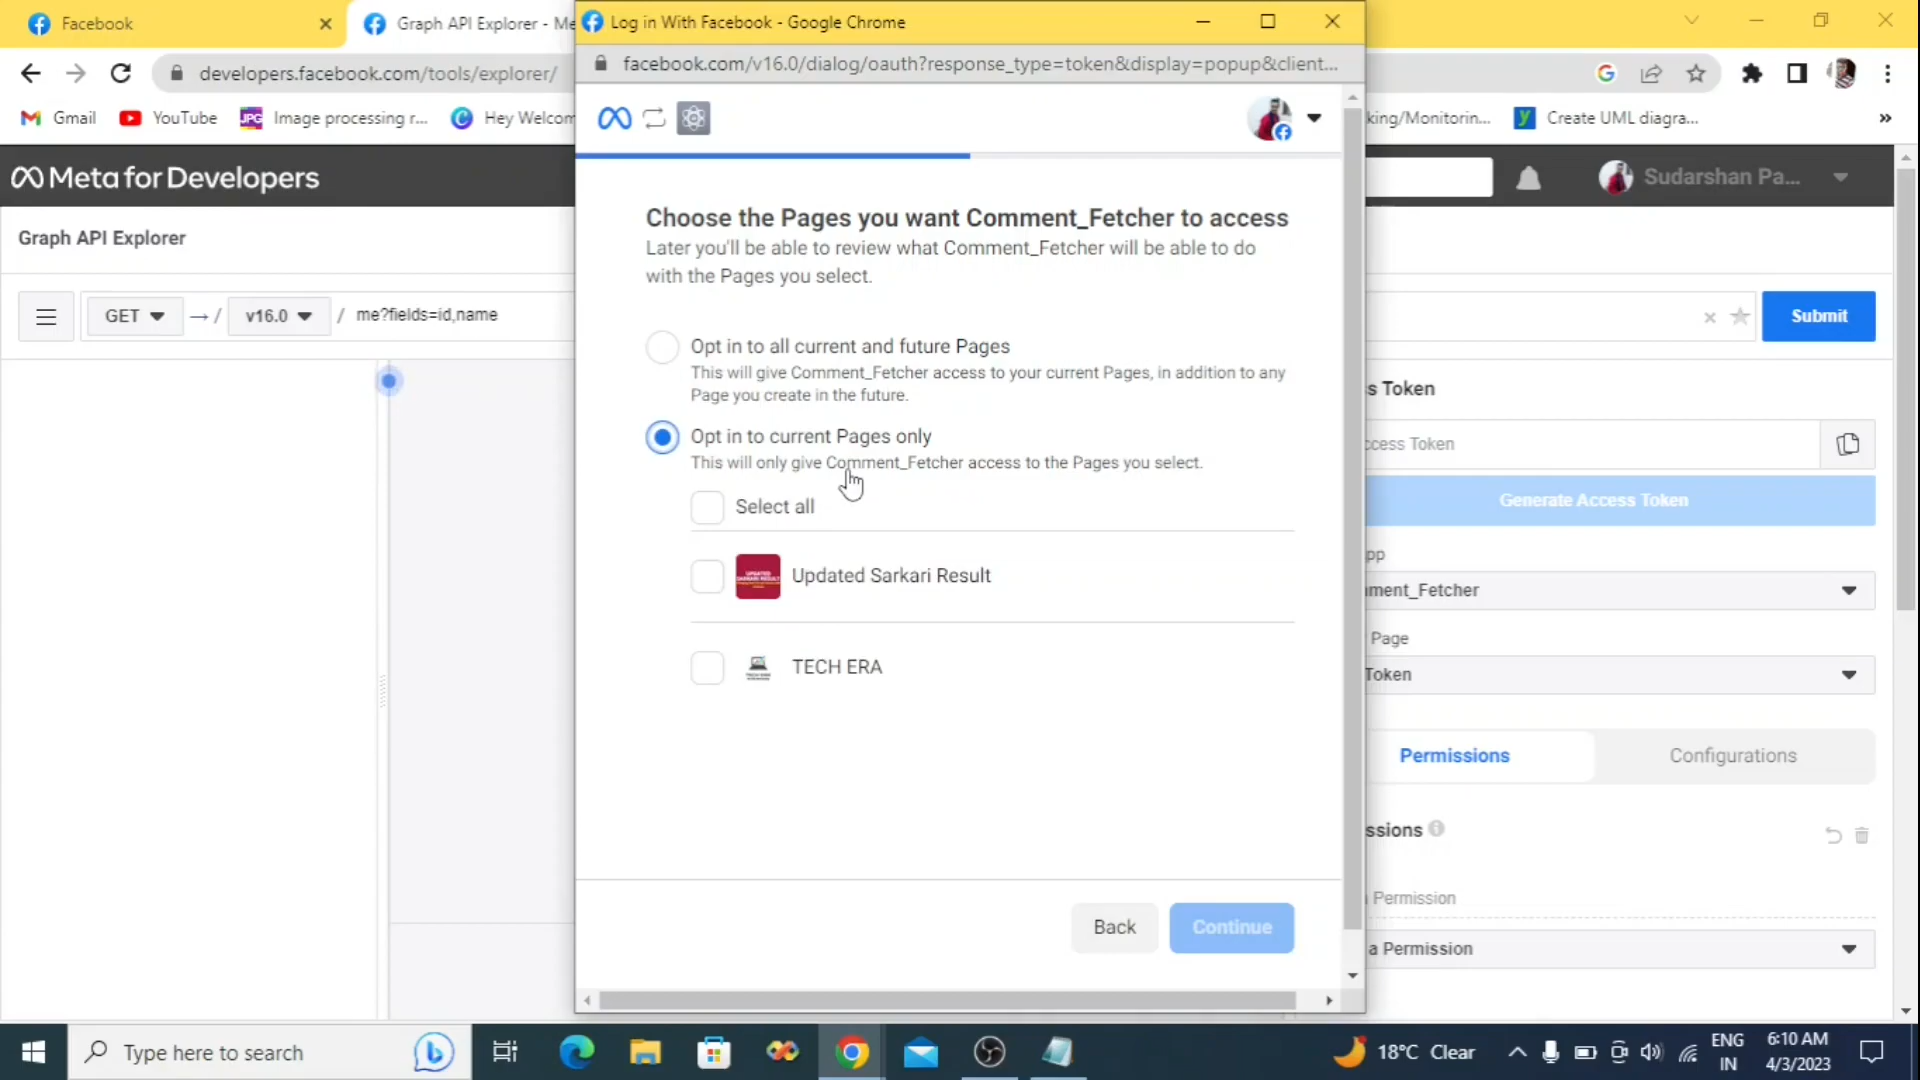 Facebook
Graph API Explorer - Me
Log in With Facebook - Google Chrome
developers.facebook.com/tools/explorer/
facebook.com/v16.0/dialog/oauth?response_type=token&display=popup&client...
Gmail
YouTube
JPG
Image processing r...
Hey Welcom
king/Monitorin...
Create UML diagra...
Meta for Developers
Sudarshan Pa...
Graph API Explorer
GET
/
v16.0
/
me?fields=id,name
Submit
Choose the Pages you want Comment_Fetcher to access
Later you'll be able to review what Comment_Fetcher will be able to do
with the Pages you select.
Opt in to all current and future Pages
This will give Comment_Fetcher access to your current Pages, in addition to any
Page you create in the future.
Opt in to current Pages only
This will only give Comment_Fetcher access to the Pages you select.
Select all
UPDATED
SARKARI RESULT
Updated Sarkari Result
TECH ERA
Back
Continue
s Token
ccess Token
Generate Access Token
pp
ment_Fetcher
Page
Token
Permissions
Configurations
ssions
Permission
a Permission
Type here to search
18°C Clear
ENG
IN
6:10 AM
4/3/2023